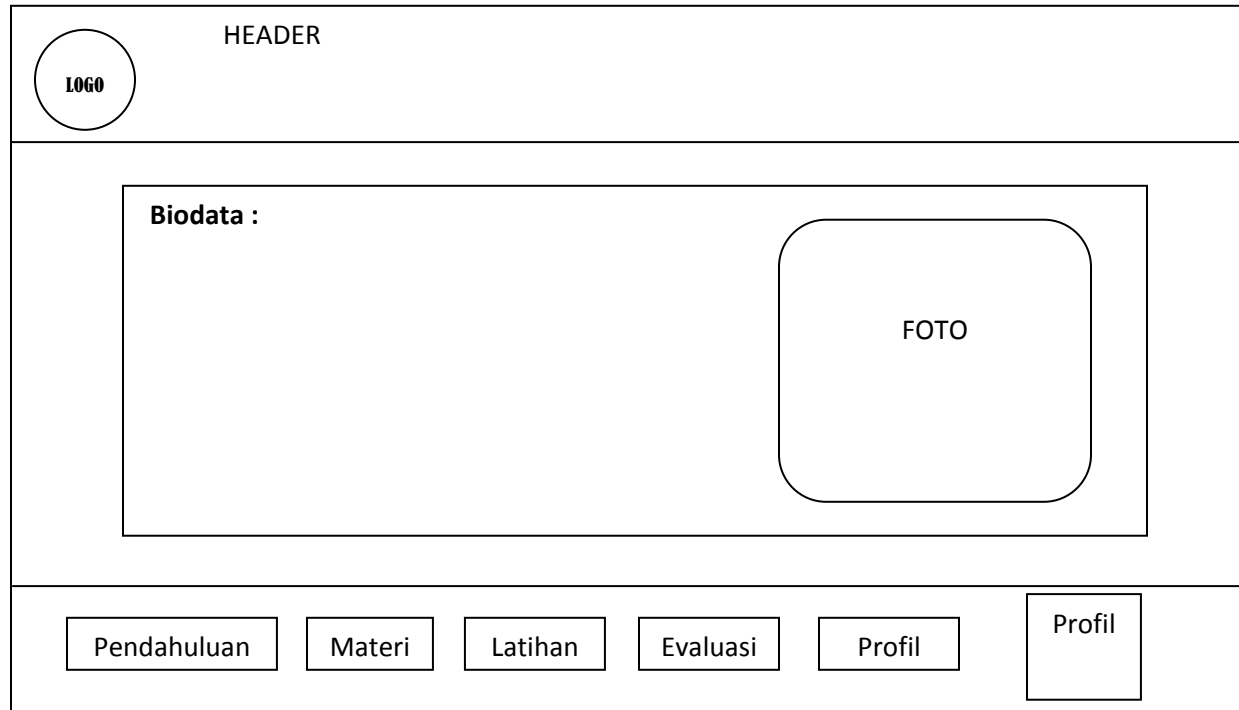 HEADER
LOGO
Biodata :
FOTO
Pendahuluan
Materi
Latihan
Evaluasi
Profil
Profil